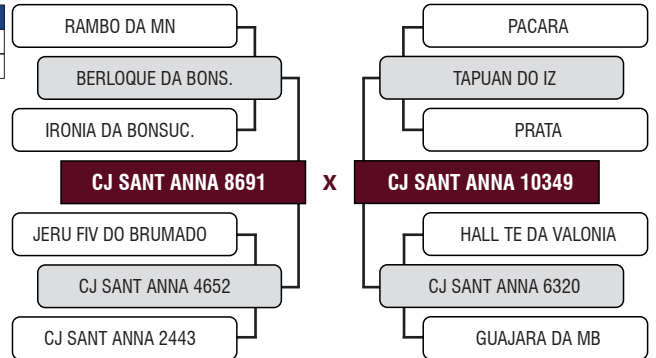 RAMBO DA MN
BERLOQUE DA BONS.
IRONIA DA BONSUC.
CJ SANT ANNA 8691
JERU FIV DO BRUMADO
CJ SANT ANNA 4652
CJ SANT ANNA 2443
X
PACARA
TAPUAN DO IZ
PRATA
CJ SANT ANNA 10349
HALL TE DA VALONIA
CJ SANT ANNA 6320
GUAJARA DA MB